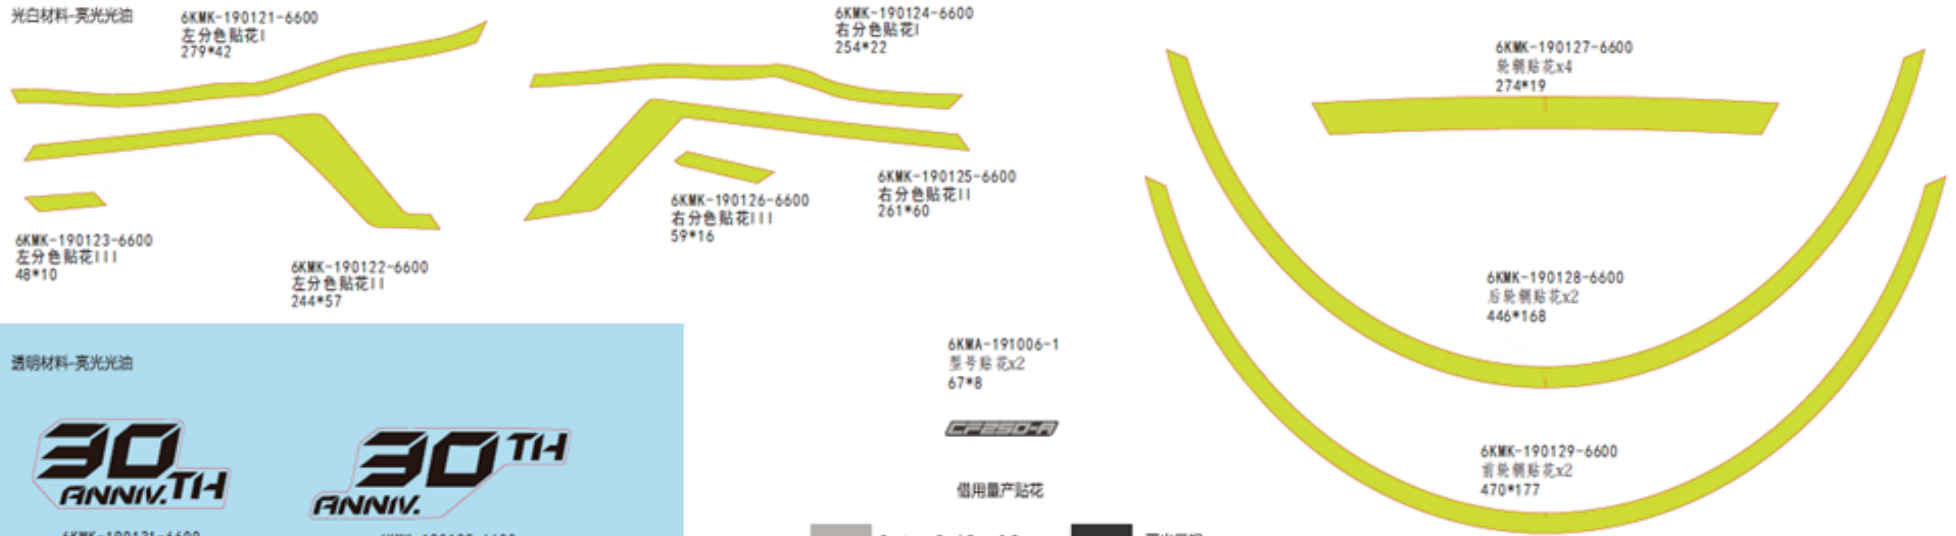 光白材料-亮光光油
6KMK-190121-6600
左分色贴花I
279*42
6KMK-190124-6600
右分色贴花I
254*22
6KMK-190127-6600
轮辋贴花x4
274*19
6KMK-190123-6600
左分色贴花III
48*10
6KMK-190122-6600
左分色贴花II
244*57
6KMK-190126-6600
右分色贴花III
59*16
6KMK-190125-6600
右分色贴花II
261*60
6KMK-190128-6600
后轮辋贴花x2
446*168
透明材料-亮光光油
30
TH
ANNIV.
30
TH
ANNIV.
6KMA-191006-1
型号贴花x2
67*8
CF250-A
借用量产贴花
6KMK-190129-6600
前轮辋贴花x2
470*177